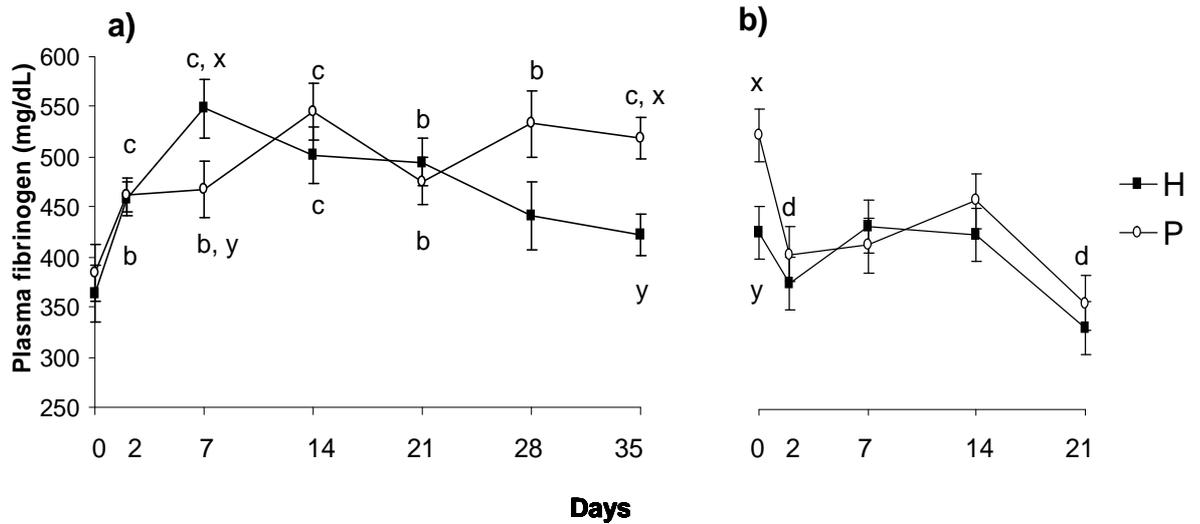 a)
b)
Plasma fibrinogen (mg/dL)
600
550
500
450
400
350
300
250
c
b
c, x
b, y
c
c
b
b
b
c, x
y
x
y
d
d
H
P
0 2 7 14 21 28 35
0 2 7 14 21
Days